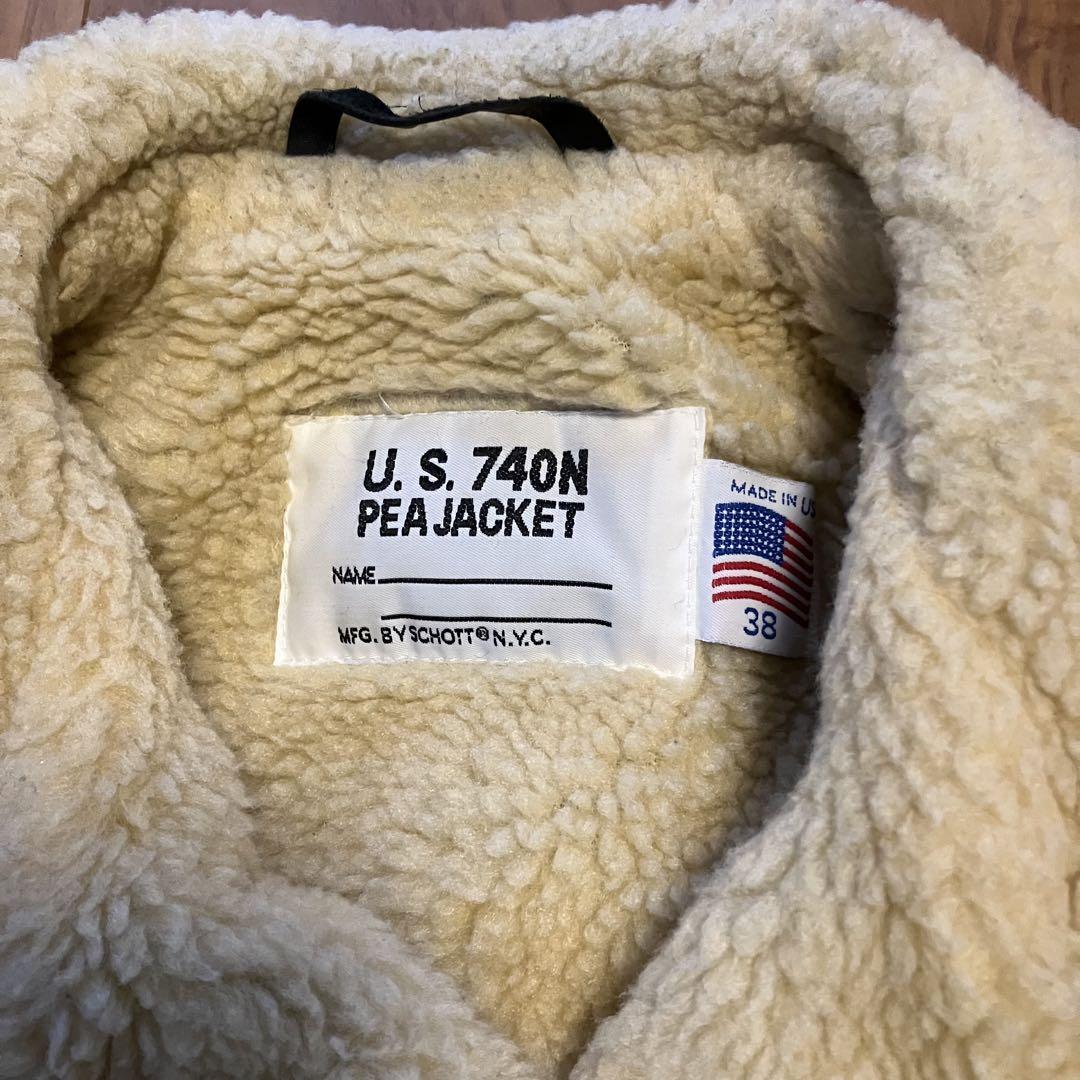 U. S. 740N
PEA JACKET
NAME
MFG. BY SCHOTT® N.Y.C.
MADE IN US
38